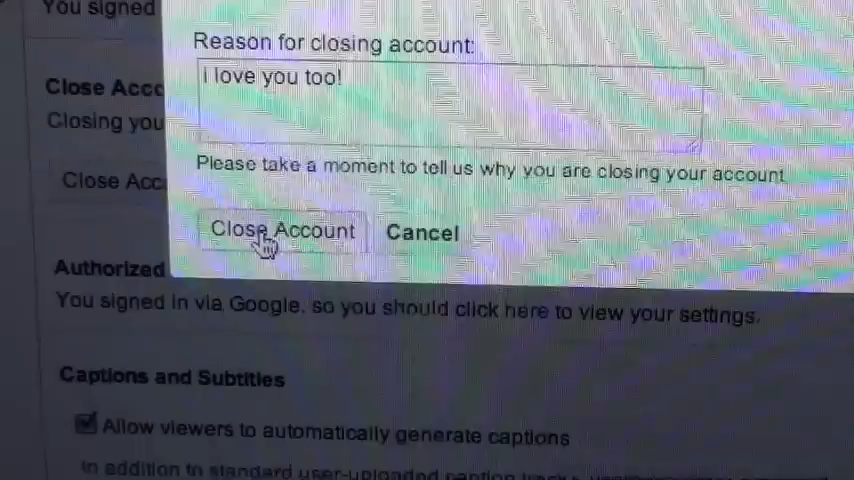 You signed
Reason for closing account:
i love you too!
Close Acco
Closing you
Please take a moment to tell us why you are closing your account
Close Acc
Close Account
Cancel
Authorized
You signed in via Google, so you should click here to view your settings.
Captions and Subtitles
Allow viewers to automatically generate captions
In addition to standard user-uploaded caption tracks,